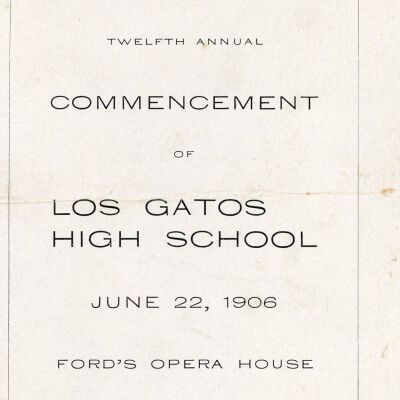 TWELFTH ANNUAL
COMMENCEMENT
OF
LOS GATOS
HIGH SCHOOL
JUNE 22, 1906
FORD'S OPERA HOUSE